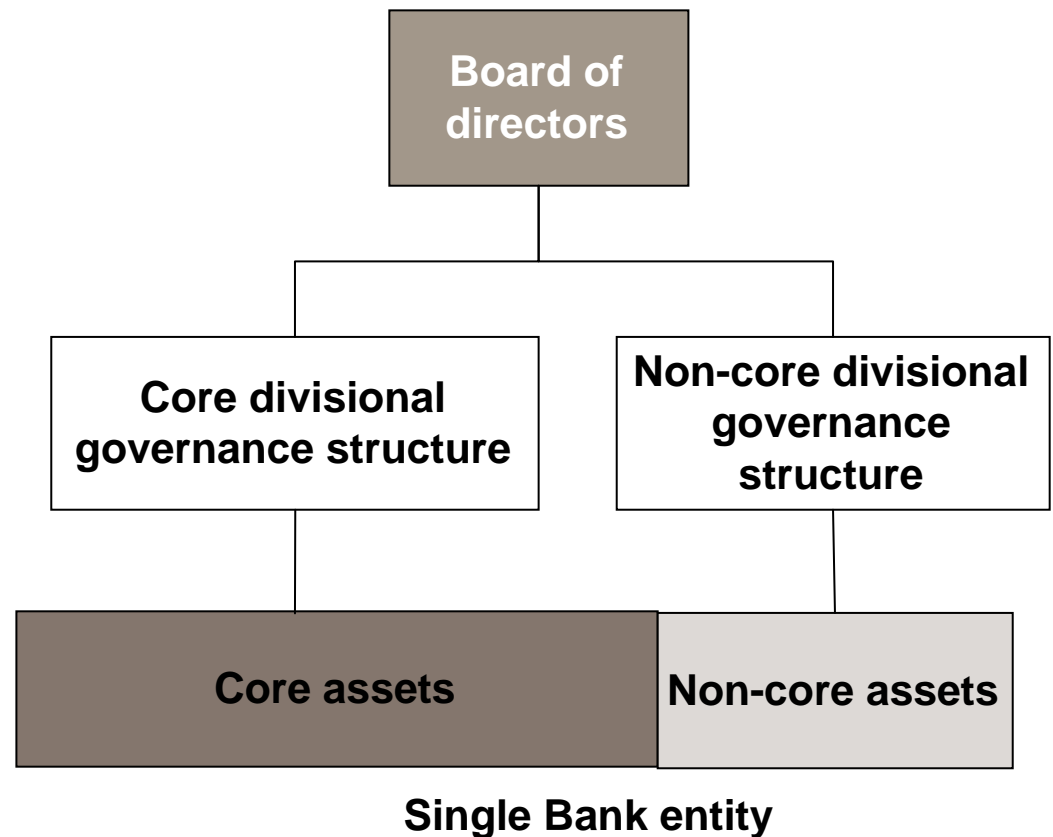 Board of
directors
Core divisional
governance structure
Non-core divisional
governance
structure
Core assets
Non-core assets
Single Bank entity